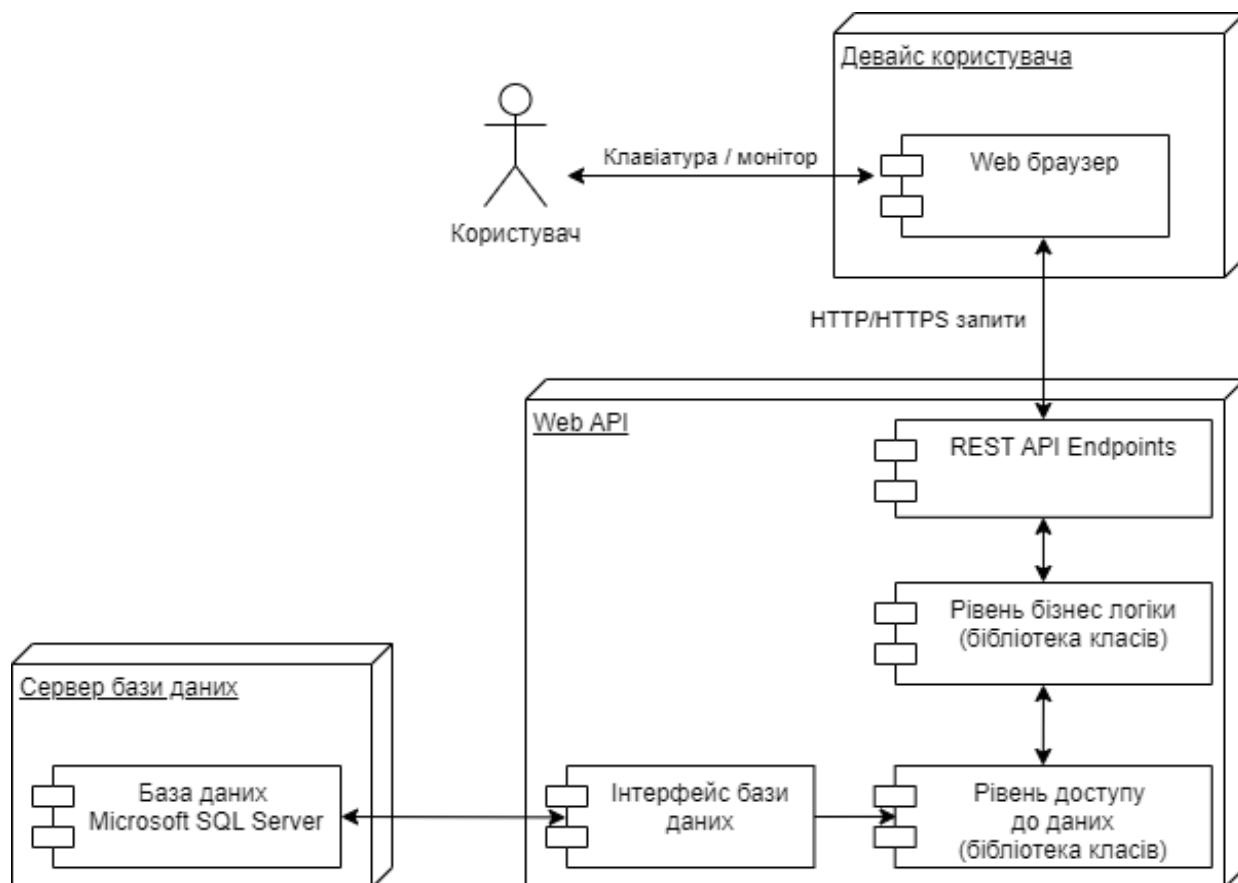 Девайс користувача
Web браузер
Клавіатура / монітор
Користувач
HTTP/HTTPS запити
Web API
REST API Endpoints
Рівень бізнес логіки
(бібліотека класів)
Сервер бази даних
База даних
Microsoft SQL Server
Інтерфейс бази
даних
Рівень доступу
до даних
(бібліотека класів)